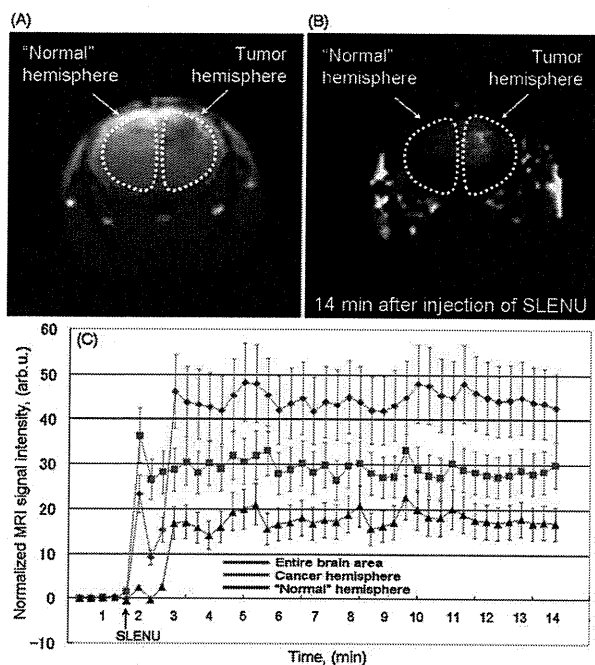 (A)
"Normal"
hemisphere
Tumor
hemisphere
(B)
"Normal"
hemisphere
Tumor
hemisphere
14 min after injection of SLENU
(C)
Normalized MRI signal intensity, (arb.u.)
60
50
40
30
20
10
0
−10
Entire brain area
Cancer hemisphere
"Normal" hemisphere
1 2 3 4 5 6 7 8 9 10 11 12 13 14
SLENU
Time, (min)